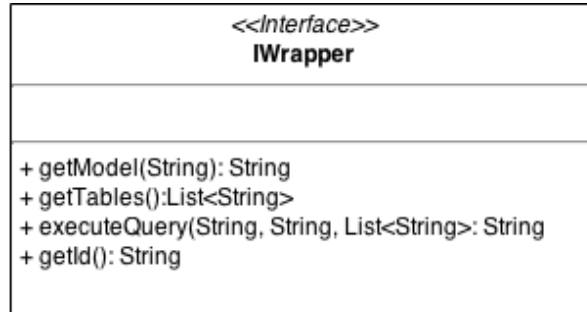 <<Interface>>
IWrapper
+ getModel(String): String
+ getTables():List<String>
+ executeQuery(String, String, List<String>: String
+ getId(): String